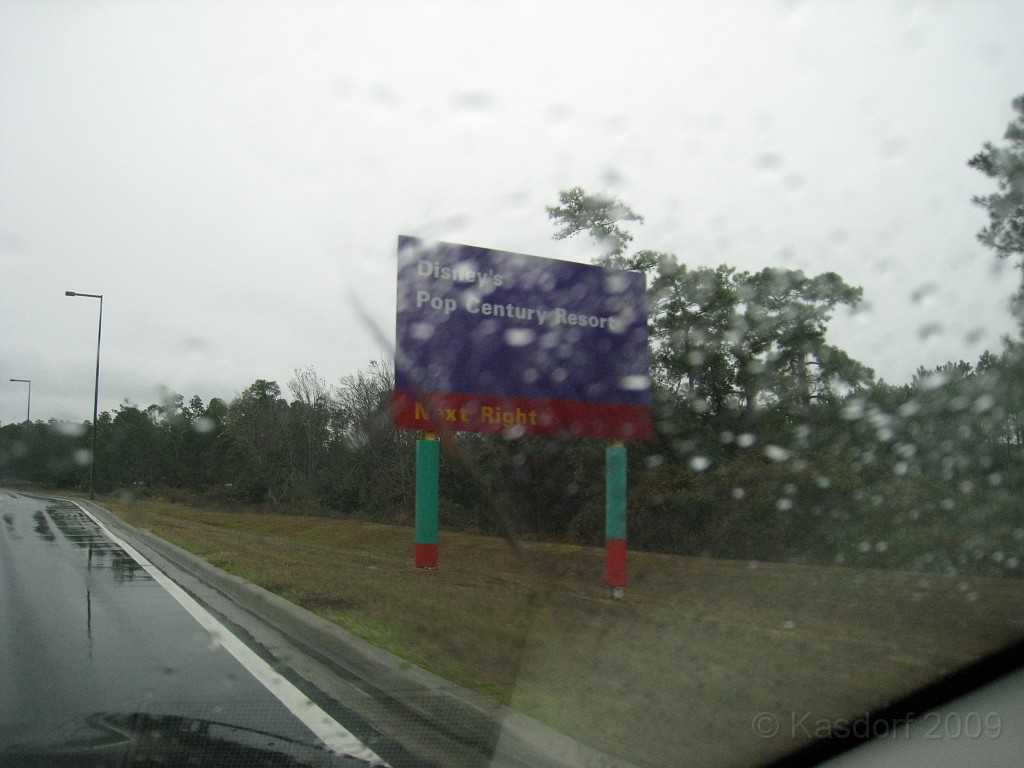 Disney's
Pop Century Resort
Next Right
© Kasdorf 2009